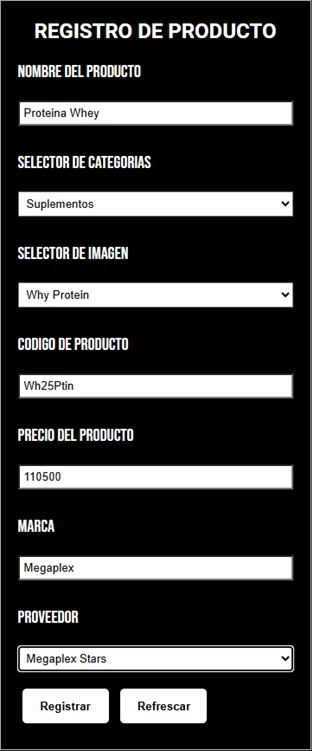 REGISTRO DE PRODUCTO
NOMBRE DEL PRODUCTO
Proteina Whey
SELECTOR DE CATEGORIAS
Suplementos
SELECTOR DE IMAGEN
Why Protein
CODIGO DE PRODUCTO
Wh25Ptin
PRECIO DEL PRODUCTO
110500
MARCA
Megaplex
PROVEEDOR
Megaplex Stars
Registrar Refrescar